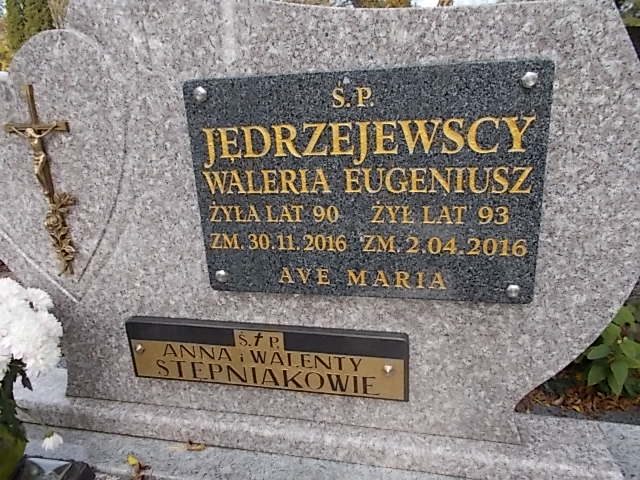 Ś.P.
JĘDRZEJEWSCY
WALERIA EUGENIUSZ
ŻYŁA LAT 90 ŻYŁ LAT 93
ZM. 30.11.2016 ZM. 2.04.2016
AVE MARIA
Ś.✝P.
ANNA i WALENTY
STĘPNIAKOWIE